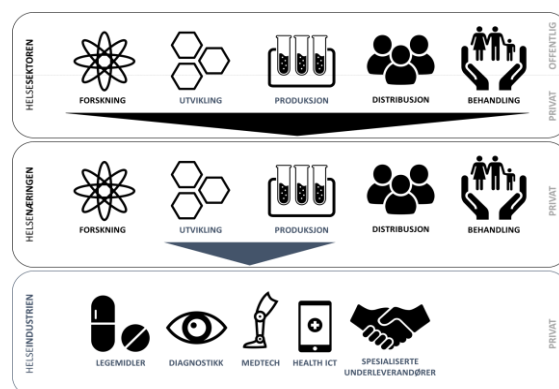 HELSESEKTOREN
FORSKNING
UTVIKLING
PRODUKSJON
DISTRIBUSJON
BEHANDLING
OFFENTLIG
PRIVAT
HELSENÆRINGEN
FORSKNING
UTVIKLING
PRODUKSJON
DISTRIBUSJON
BEHANDLING
PRIVAT
HELSEINDUSTRIEN
LEGEMIDLER
DIAGNOSTIKK
MEDTECH
HEALTH ICT
SPESIALISERTE
UNDERLEVERANDØRER
PRIVAT